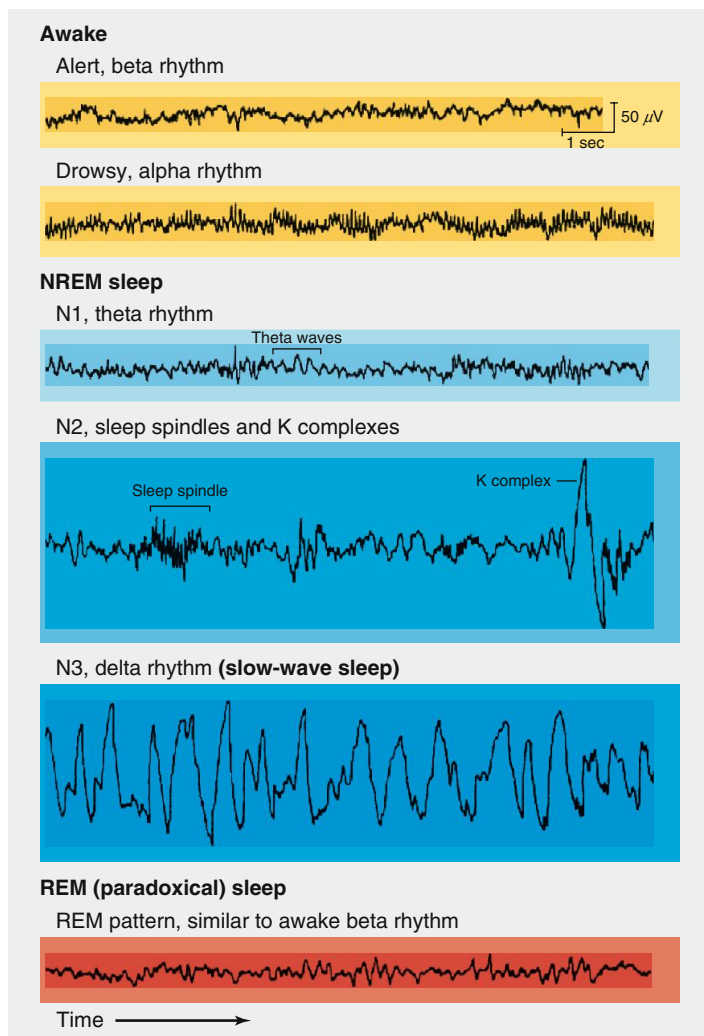 Awake
Alert, beta rhythm
50 μV
1 sec
Drowsy, alpha rhythm
NREM sleep
N1, theta rhythm
Theta waves
N2, sleep spindles and K complexes
Sleep spindle
K complex
N3, delta rhythm (slow-wave sleep)
REM (paradoxical) sleep
REM pattern, similar to awake beta rhythm
Time